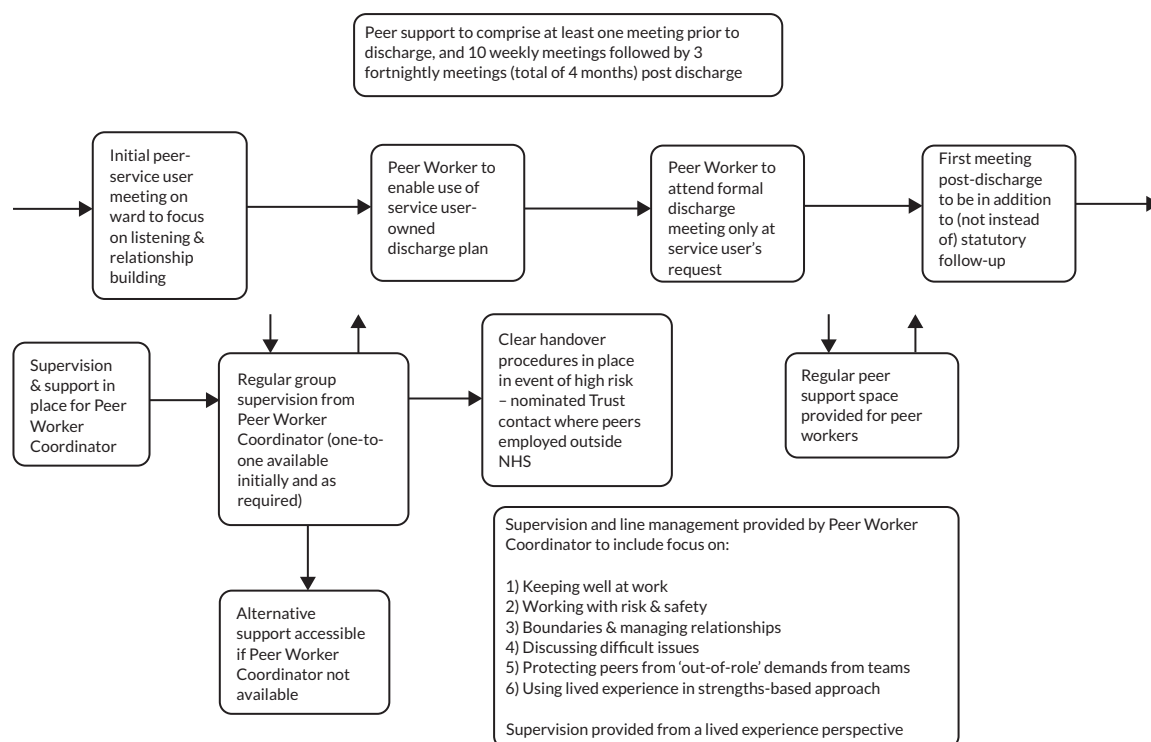 Peer support to comprise at least one meeting prior to
discharge, and 10 weekly meetings followed by 3
fortnightly meetings (total of 4 months) post discharge
Initial peer-
service user
meeting on
ward to focus
on listening &
relationship
building
Peer Worker to
enable use of
service user-
owned
discharge plan
Peer Worker to
attend formal
discharge
meeting only at
service user's
request
First meeting
post-discharge
to be in addition
to (not instead
of) statutory
follow-up
Supervision
& support in
place for Peer
Worker
Coordinator
Regular group
supervision from
Peer Worker
Coordinator (one-to-
one available
initially and as
required)
Clear handover
procedures in place
in event of high risk
– nominated Trust
contact where peers
employed outside
NHS
Regular peer
support space
provided for peer
workers
Alternative
support accessible
if Peer Worker
Coordinator not
available
Supervision and line management provided by Peer Worker
Coordinator to include focus on:
1) Keeping well at work
2) Working with risk & safety
3) Boundaries & managing relationships
4) Discussing difficult issues
5) Protecting peers from ‘out-of-role’ demands from teams
6) Using lived experience in strengths-based approach
Supervision provided from a lived experience perspective